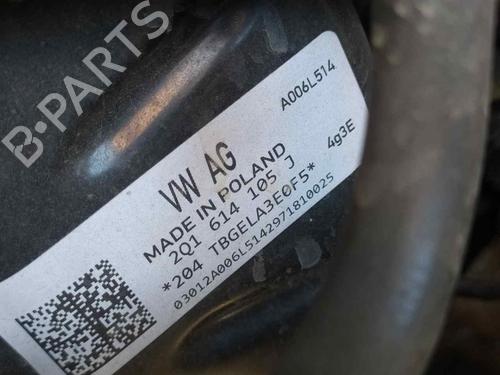 B-PARTS
A006L514
VW AG
4g3E
MADE IN POLAND
2Q1 614 105 J
*204 TBGELA3E0F5*
03012A006L5142971810025